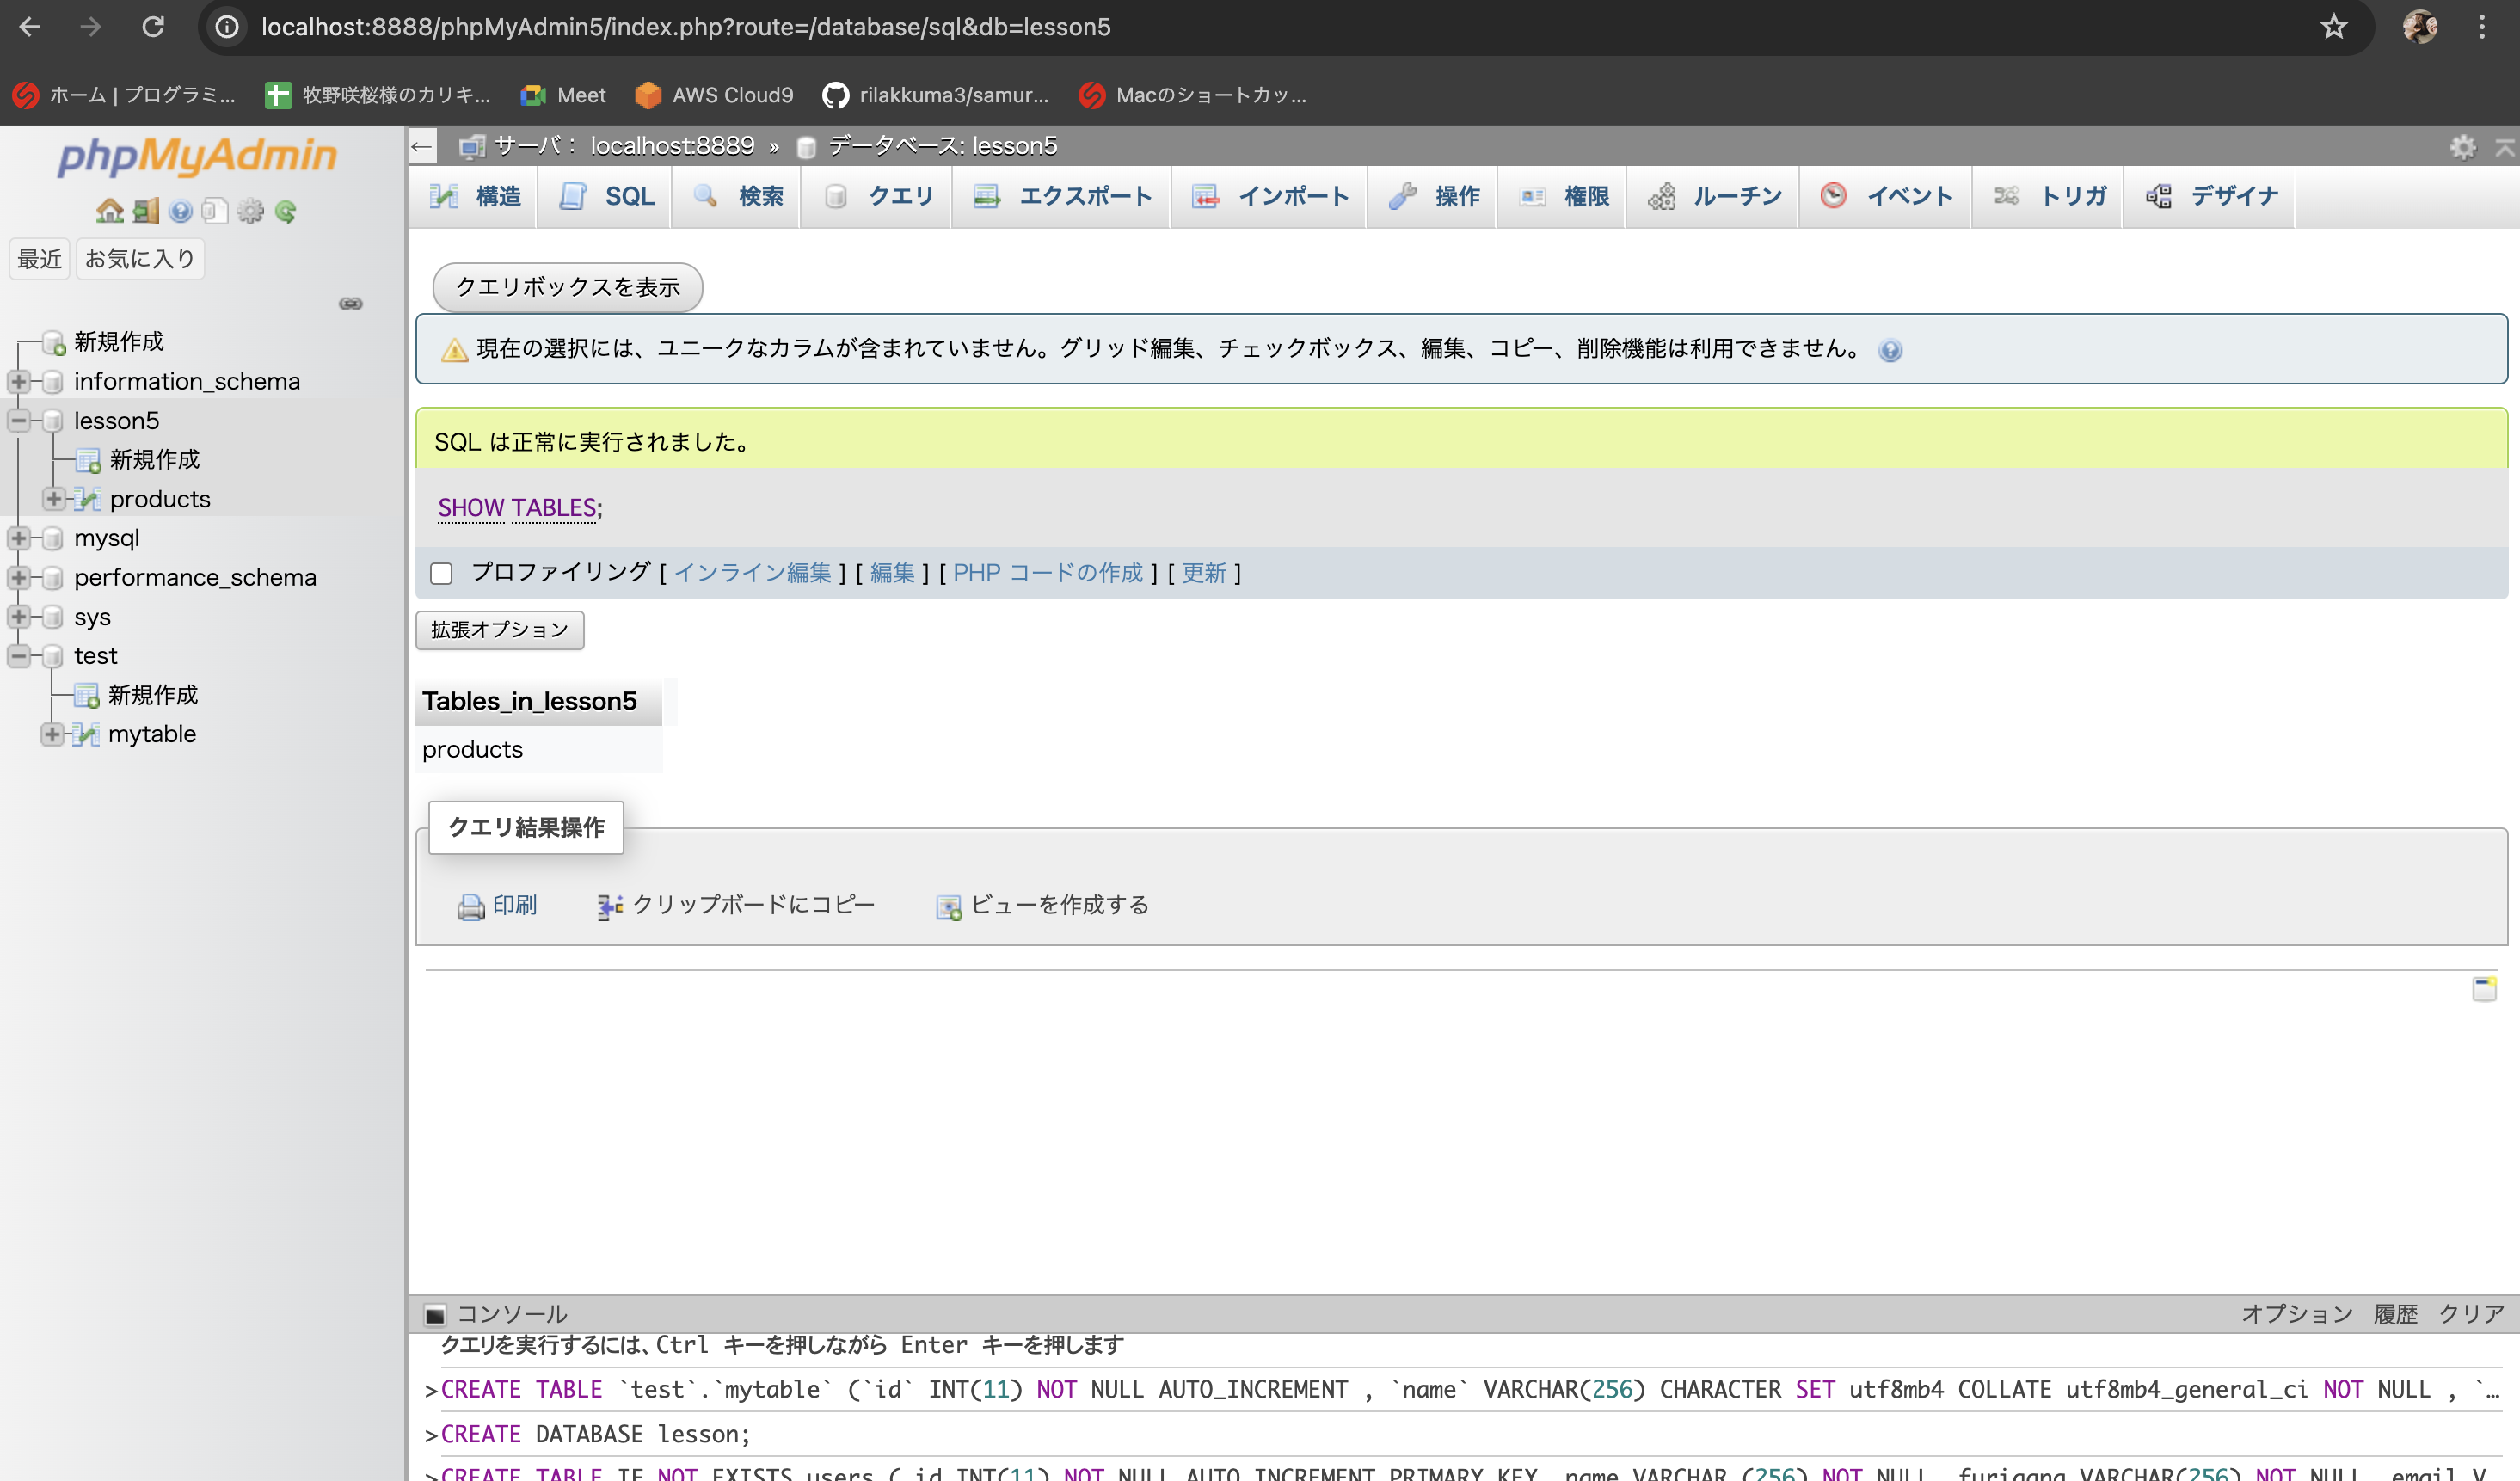 localhost:8888/phpMyAdmin5/index.php?route=/database/sql&db=lesson5
ホーム | プログラミ... 牧野咲桜様のカリキ... Meet AWS Cloud9 rilakkuma3/samur... Macのショートカッ...
phpMyAdmin
最近 お気に入り
新規作成
information_schema
lesson5
新規作成
products
mysql
performance_schema
sys
test
新規作成
mytable
← サーバ: localhost:8889 » データベース: lesson5
構造 SQL 検索 クエリ エクスポート インポート 操作 権限 ルーチン イベント トリガ デザイナ
クエリボックスを表示
現在の選択には、ユニークなカラムが含まれていません。グリッド編集、チェックボックス、編集、コピー、削除機能は利用できません。
SQL は正常に実行されました。
SHOW TABLES;
プロファイリング [ インライン編集 ] [ 編集 ] [ PHP コードの作成 ] [ 更新 ]
拡張オプション
Tables_in_lesson5
products
クエリ結果操作
印刷 クリップボードにコピー ビューを作成する
コンソール オプション 履歴 クリア
クエリを実行するには、Ctrl キーを押しながら Enter キーを押します
>CREATE TABLE `test`.`mytable` (`id` INT(11) NOT NULL AUTO_INCREMENT , `name` VARCHAR(256) CHARACTER SET utf8mb4 COLLATE utf8mb4_general_ci NOT NULL , `…
>CREATE DATABASE lesson;
>CREATE TABLE IF NOT EXISTS users ( id INT(11) NOT NULL AUTO_INCREMENT PRIMARY KEY, name VARCHAR (256) NOT NULL, furigana VARCHAR(256) NOT NULL, email V